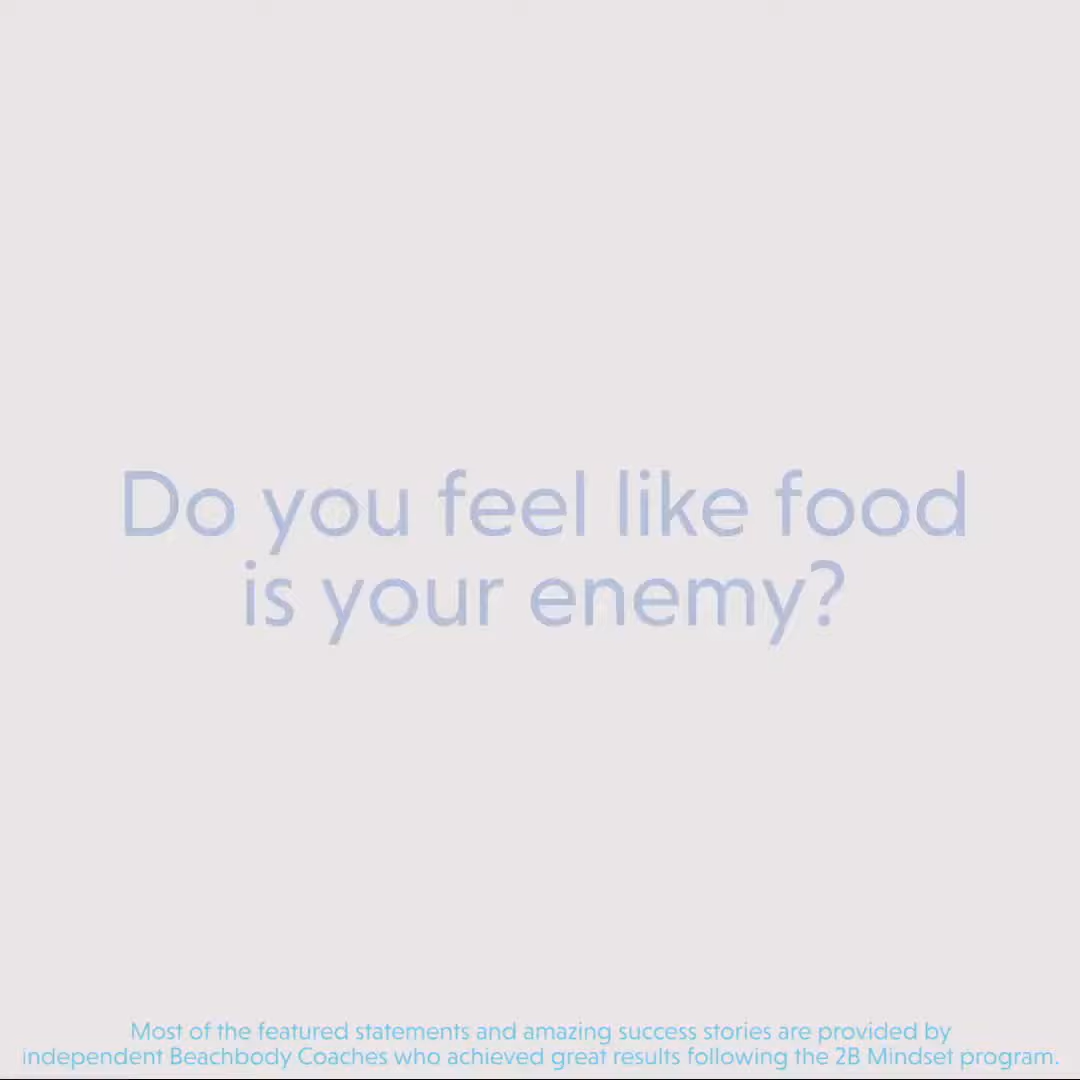 Do you feel like food
is your enemy?
Most of the featured statements and amazing success stories are provided by
independent Beachbody Coaches who achieved great results following the 2B Mindset program.